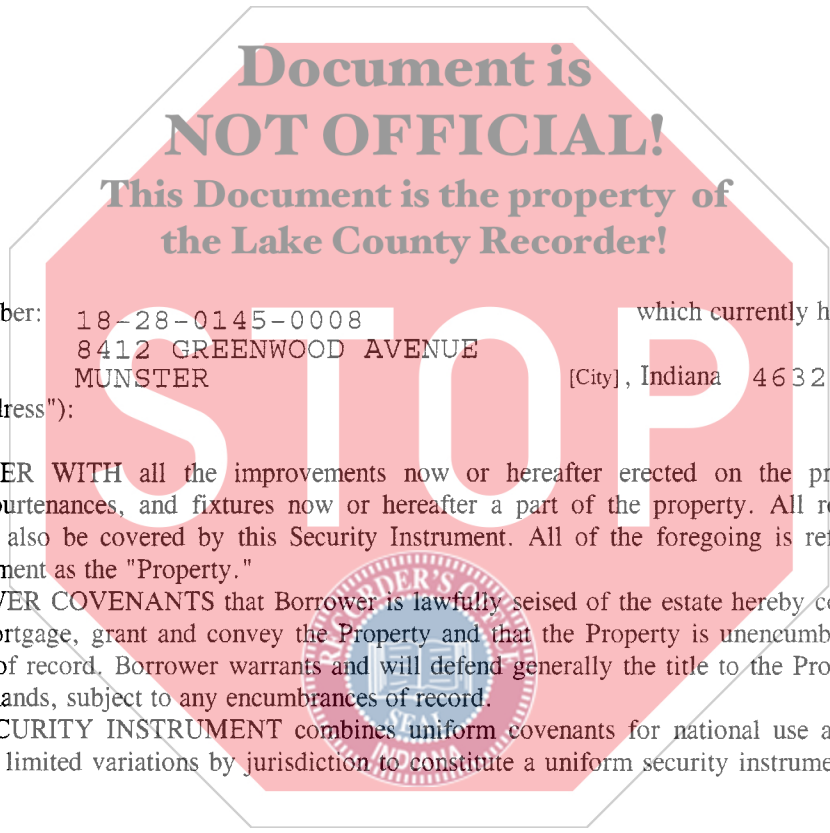 Document is
NOT OFFICIAL!
This Document is the property of
the Lake County Recorder!
STOP
ber: 18-28-0145-0008 which currently h
8412 GREENWOOD AVENUE
MUNSTER [City], Indiana 4632
dress"):
ER WITH all the improvements now or hereafter erected on the pr
ourtenances, and fixtures now or hereafter a part of the property. All r
also be covered by this Security Instrument. All of the foregoing is ref
ment as the "Property."
VER COVENANTS that Borrower is lawfully seised of the estate hereby co
ortgage, grant and convey the Property and that the Property is unencumb
of record. Borrower warrants and will defend generally the title to the Pro
ands, subject to any encumbrances of record.
CURITY INSTRUMENT combines uniform covenants for national use a
limited variations by jurisdiction to constitute a uniform security instrume
RECORDER'S OFFICE
SEAL
INDIANA